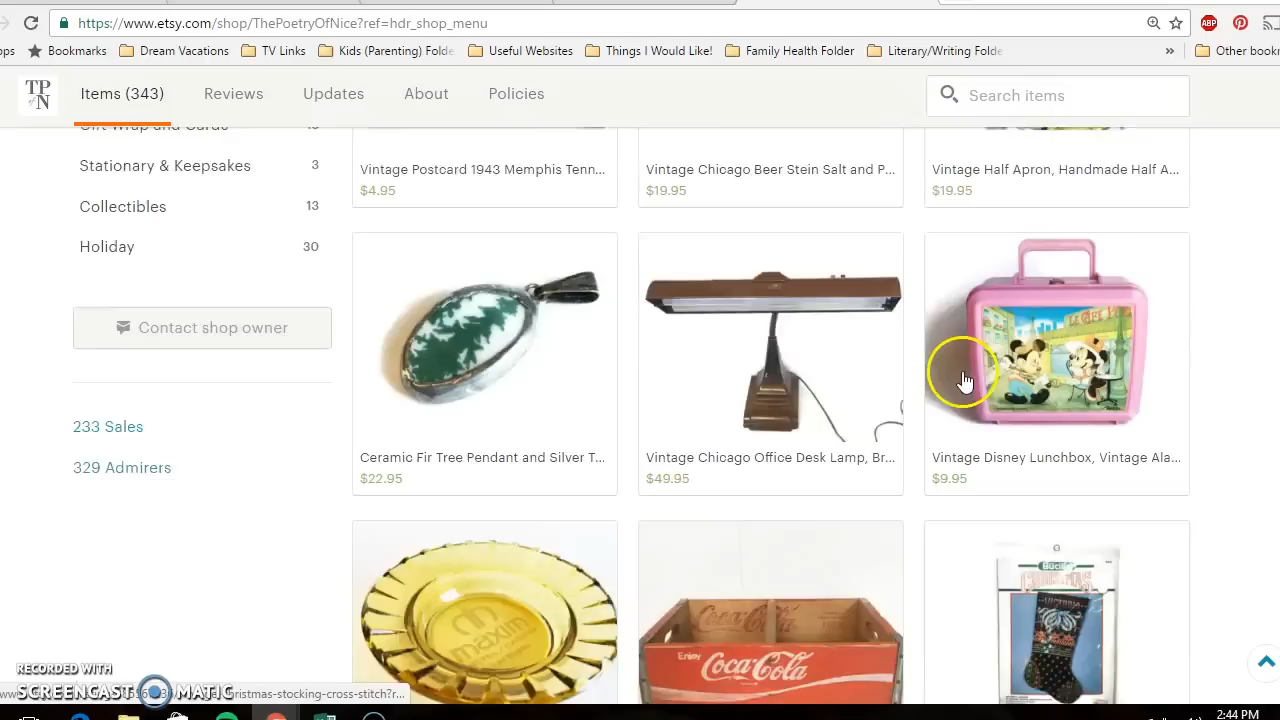 https://www.etsy.com/shop/ThePoetryOfNice?ref=hdr_shop_menu
ABP
Bookmarks
Dream Vacations
TV Links
Kids (Parenting) Folde
Useful Websites
Things I Would Like!
Family Health Folder
Literary/Writing Folde
»
Other book
TP of N
Items (343)
Reviews
Updates
About
Policies
Search items
Gift Wrap and Cards
Stationary & Keepsakes 3
Collectibles 13
Holiday 30
Contact shop owner
233 Sales
329 Admirers
Vintage Postcard 1943 Memphis Tenn...
$4.95
Vintage Chicago Beer Stein Salt and P...
$19.95
Vintage Half Apron, Handmade Half A...
$19.95
Ceramic Fir Tree Pendant and Silver T...
$22.95
Vintage Chicago Office Desk Lamp, Br...
$49.95
Vintage Disney Lunchbox, Vintage Ala...
$9.95
maxim
Coca-Cola
Enjoy
Coca-Cola
Bucilla
CHRISTMAS
RECORDED WITH
SCREENCAST MATIC
christmas-stocking-cross-stitch?r...
2:44 PM